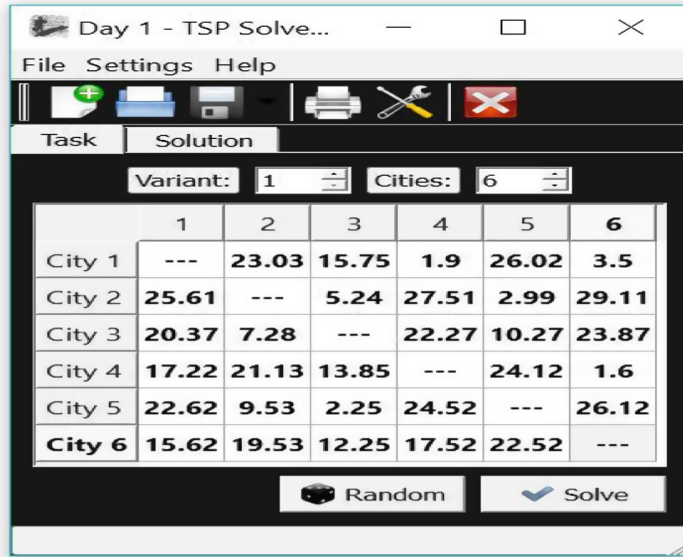 Day 1 - TSP Solve...
File Settings Help
Task Solution
Variant: 1 Cities: 6
1 2 3 4 5 6
City 1 --- 23.03 15.75 1.9 26.02 3.5
City 2 25.61 --- 5.24 27.51 2.99 29.11
City 3 20.37 7.28 --- 22.27 10.27 23.87
City 4 17.22 21.13 13.85 --- 24.12 1.6
City 5 22.62 9.53 2.25 24.52 --- 26.12
City 6 15.62 19.53 12.25 17.52 22.52 ---
Random Solve